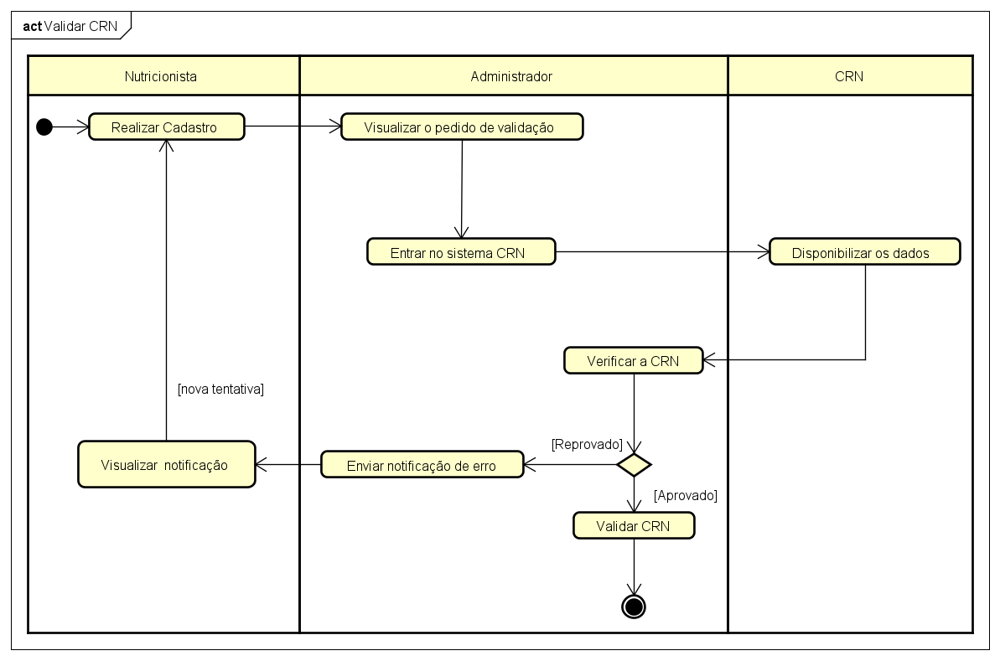 act Validar CRN
Nutricionista
Administrador
CRN
Realizar Cadastro
Visualizar o pedido de validação
Entrar no sistema CRN
Disponibilizar os dados
Verificar a CRN
[nova tentativa]
[Reprovado]
Visualizar  notificação
Enviar notificação de erro
[Aprovado]
Validar CRN